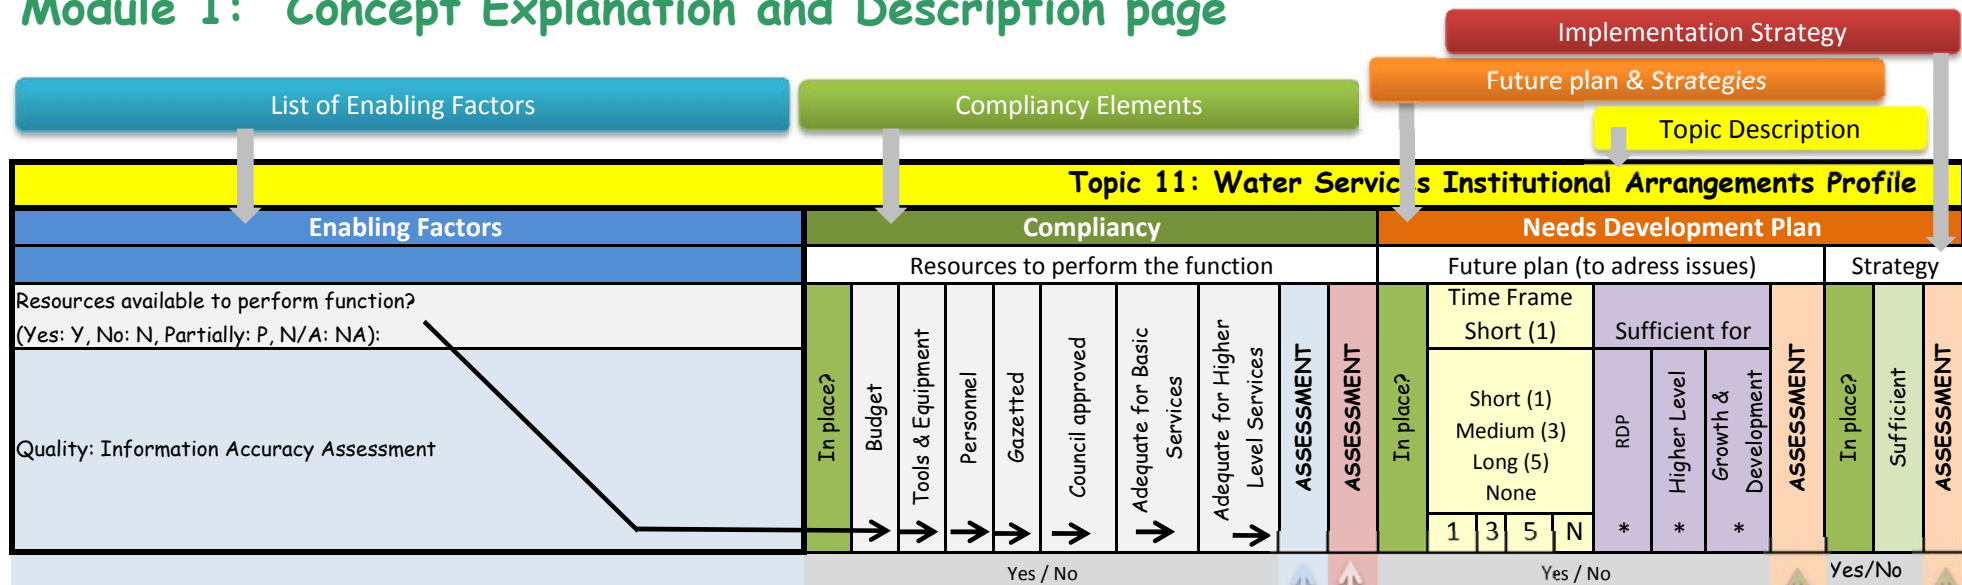 Module 1: Concept Explanation and Description page
Implementation Strategy
Future plan & Strategies
List of Enabling Factors
Compliancy Elements
Topic Description
Topic 11: Water Services Institutional Arrangements Profile
Enabling Factors
Compliancy
Needs Development Plan
Resources to perform the function
Future plan (to adress issues)
Strategy
Resources available to perform function?
(Yes: Y, No: N, Partially: P, N/A: NA):
Quality: Information Accuracy Assessment
In place?
Budget
Tools & Equipment
Personnel
Gazetted
Council approved
Adequate for Basic
Services
Adequate for Higher
Level Services
ASSESSMENT
ASSESSMENT
In place?
Time Frame
Short (1)
Short (1)
Medium (3)
Long (5)
None
1 3 5 N
Sufficient for
RDP
Higher Level
Growth &
Development
* * *
ASSESSMENT
In place?
Sufficient
ASSESSMENT
Yes / No
Yes / No
Yes/No